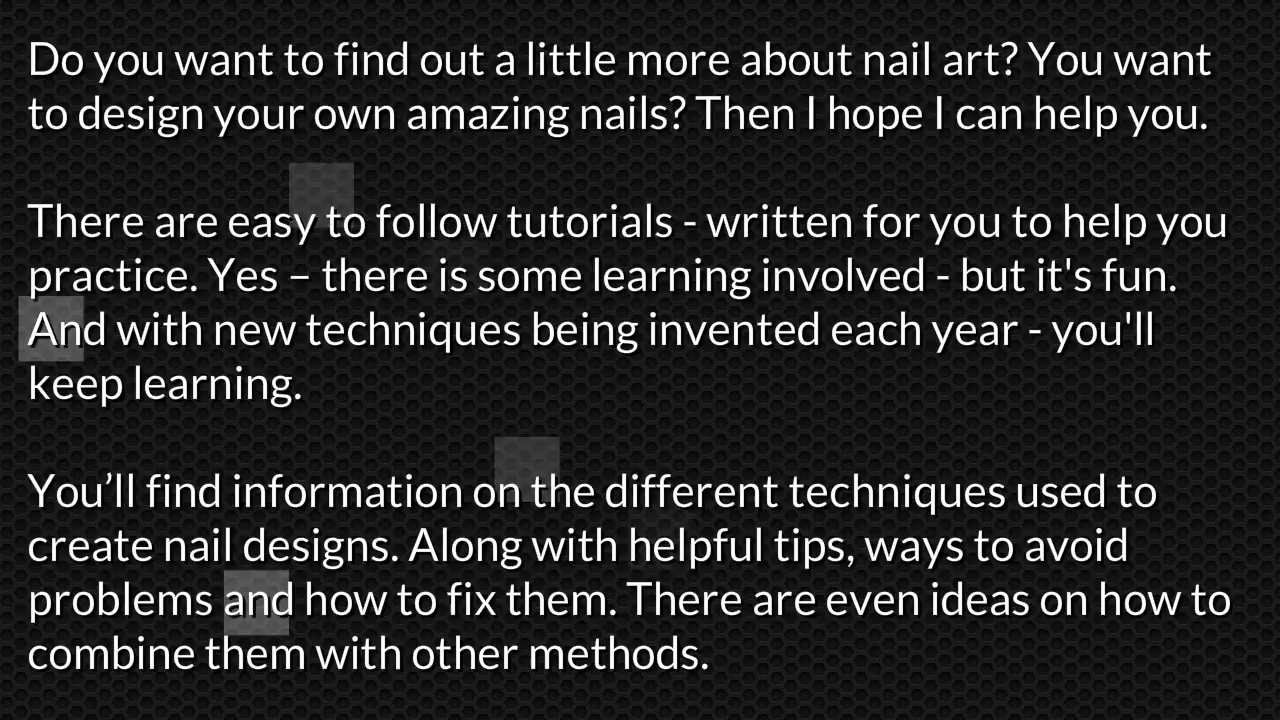 Do you want to find out a little more about nail art? You want
to design your own amazing nails? Then I hope I can help you.
There are easy to follow tutorials - written for you to help you
practice. Yes – there is some learning involved - but it's fun.
And with new techniques being invented each year - you'll
keep learning.
You’ll find information on the different techniques used to
create nail designs. Along with helpful tips, ways to avoid
problems and how to fix them. There are even ideas on how to
combine them with other methods.